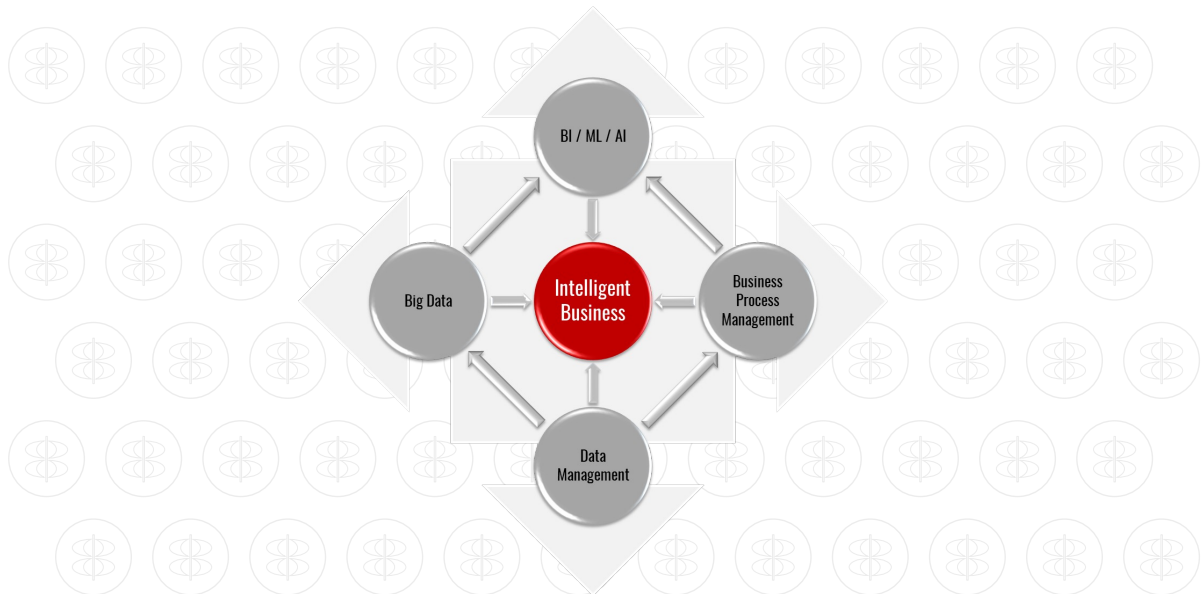 BI / ML / AI
Big Data
Intelligent
Business
Business
Process
Management
Data
Management